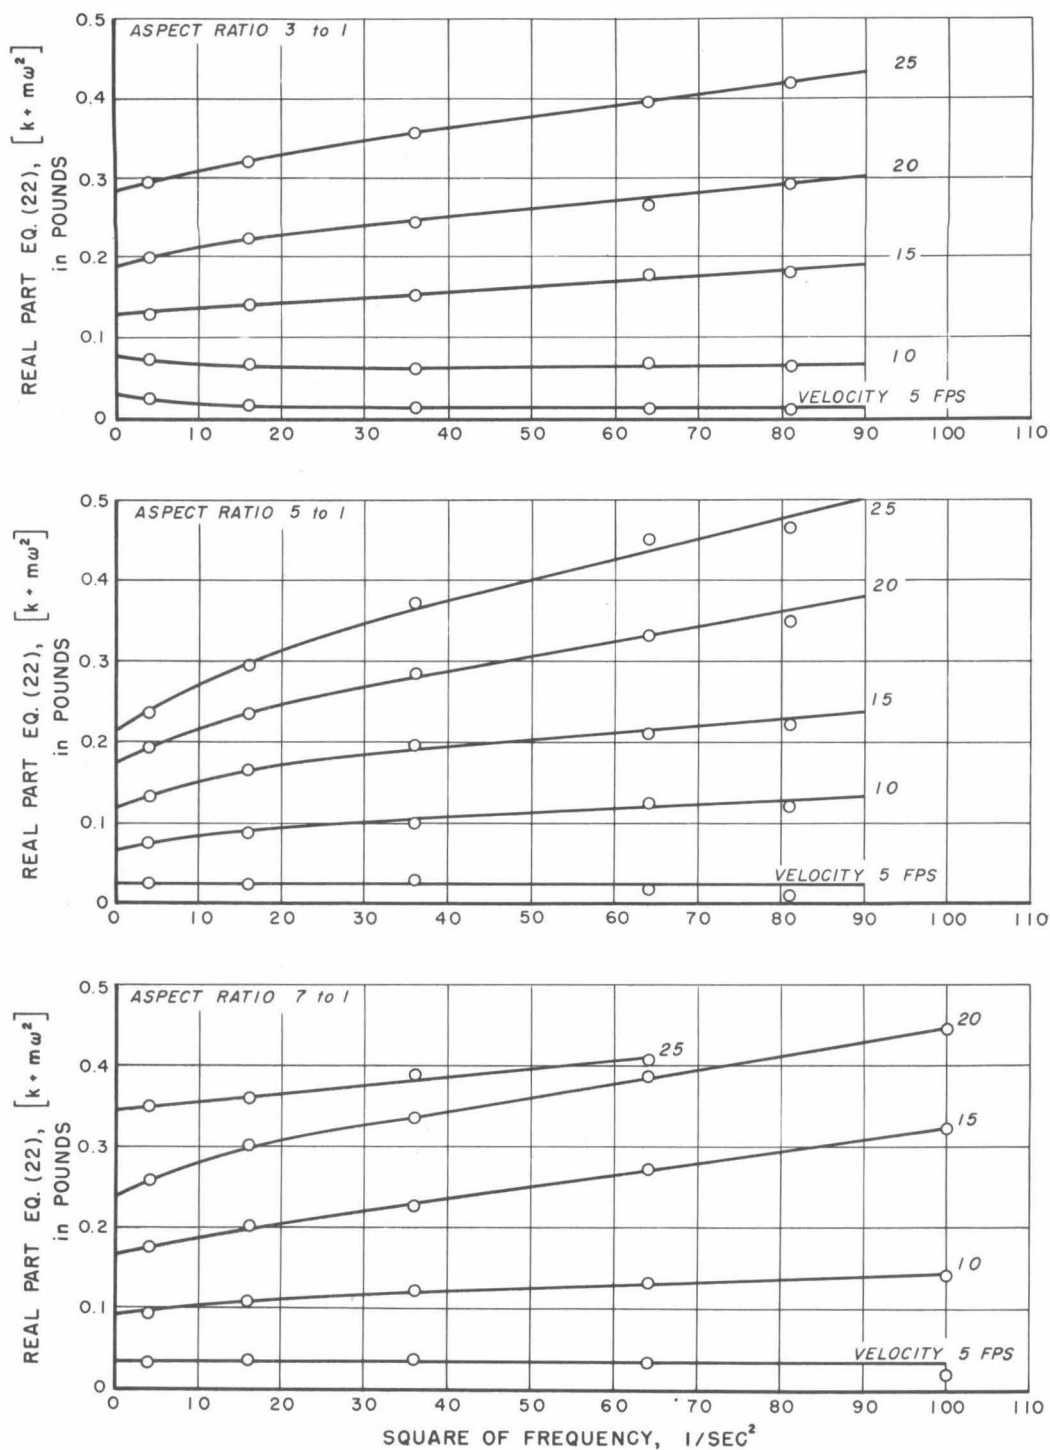 ASPECT RATIO 3 to 1
REAL PART EQ. (22), [k + mω²]
in POUNDS
0.5
0.4
0.3
0.2
0.1
0
25
20
15
10
VELOCITY 5 FPS
0 10 20 30 40 50 60 70 80 90 100 110
ASPECT RATIO 5 to 1
REAL PART EQ. (22), [k + mω²]
in POUNDS
0.5
0.4
0.3
0.2
0.1
0
25
20
15
10
VELOCITY 5 FPS
0 10 20 30 40 50 60 70 80 90 100 110
ASPECT RATIO 7 to 1
REAL PART EQ. (22), [k + mω²]
in POUNDS
0.5
0.4
0.3
0.2
0.1
0
25
20
15
10
VELOCITY 5 FPS
0 10 20 30 40 50 60 70 80 90 100 110
SQUARE OF FREQUENCY, 1/SEC²